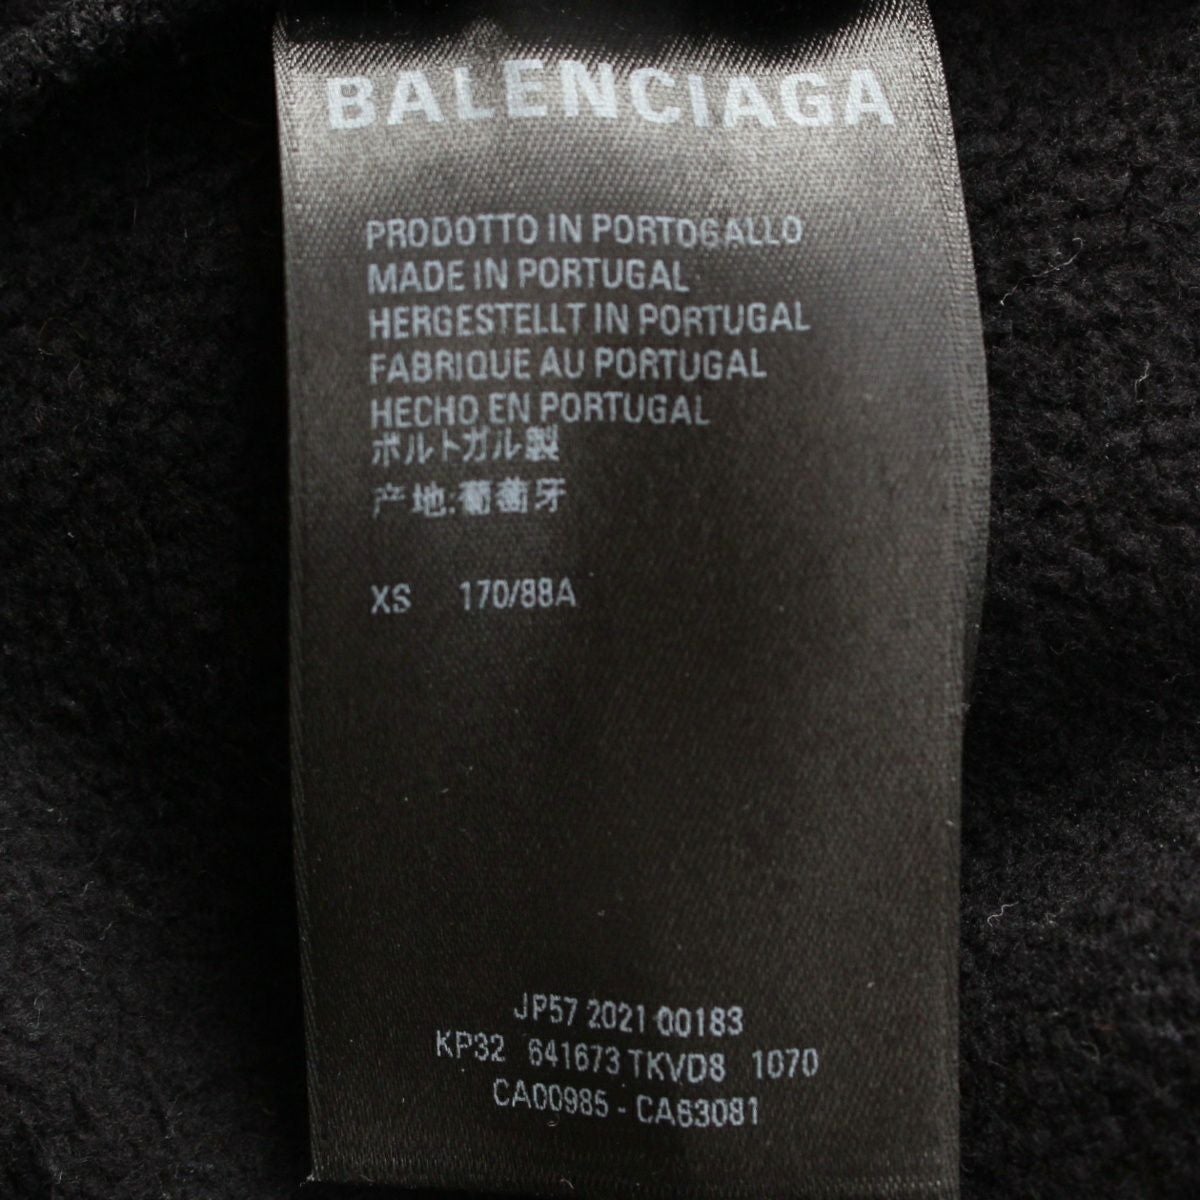 BALENCIAGA
PRODOTTO IN PORTOGALLO
MADE IN PORTUGAL
HERGESTELLT IN PORTUGAL
FABRIQUE AU PORTUGAL
HECHO EN PORTUGAL
ポルトガル製
产地:葡萄牙
XS 170/88A
JP57 2021 00183
KP32 641673 TKVD8 1070
CA00985 - CA63081